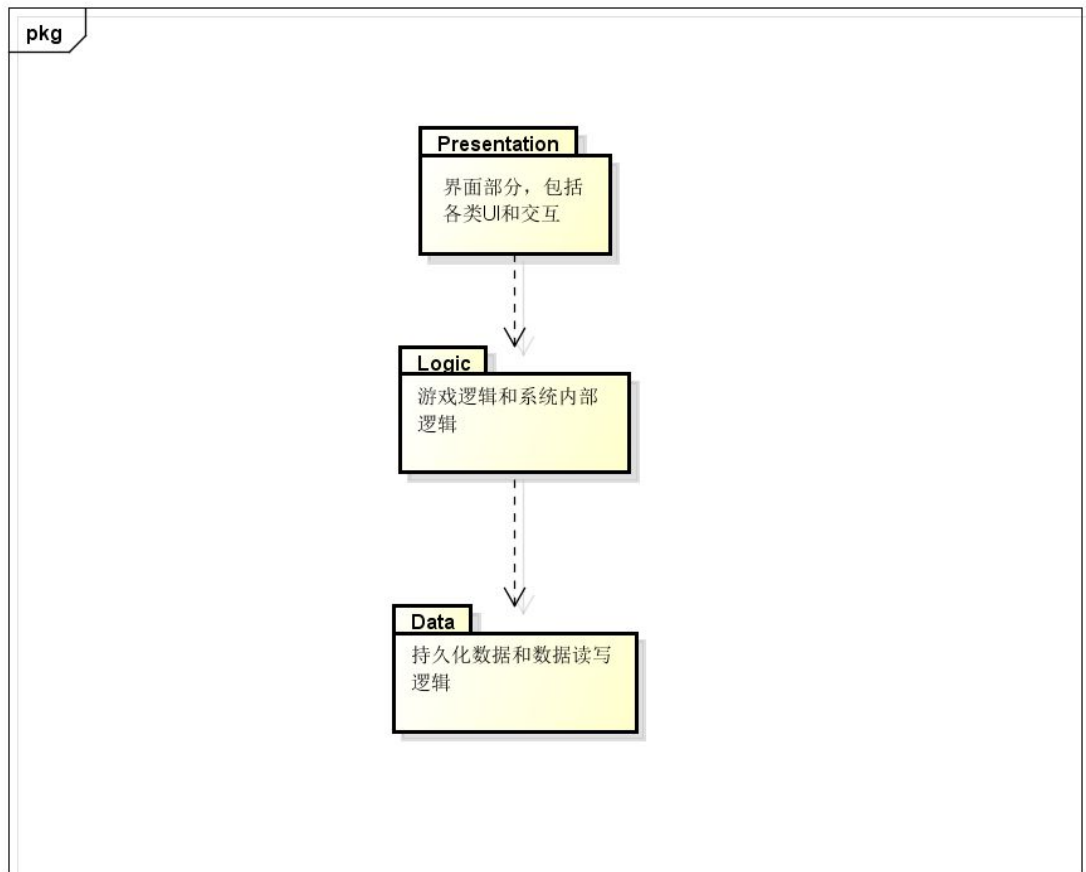 pkg
Presentation
界面部分，包括
各类UI和交互
Logic
游戏逻辑和系统内部
逻辑
Data
持久化数据和数据读写
逻辑